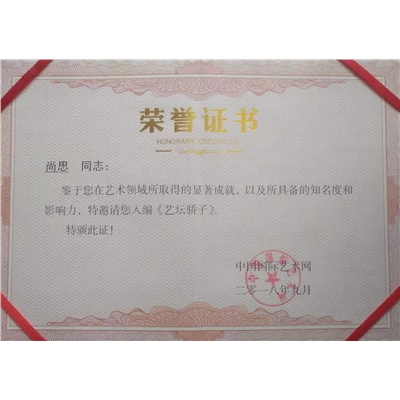 荣誉证书
HONORARY CREDENTIAL
尚思 同志：
鉴于您在艺术领域所取得的显著成就，以及所具备的知名度和
影响力，特邀请您入编《艺坛骄子》。
特颁此证！
中国国际艺术网
二〇一八年九月